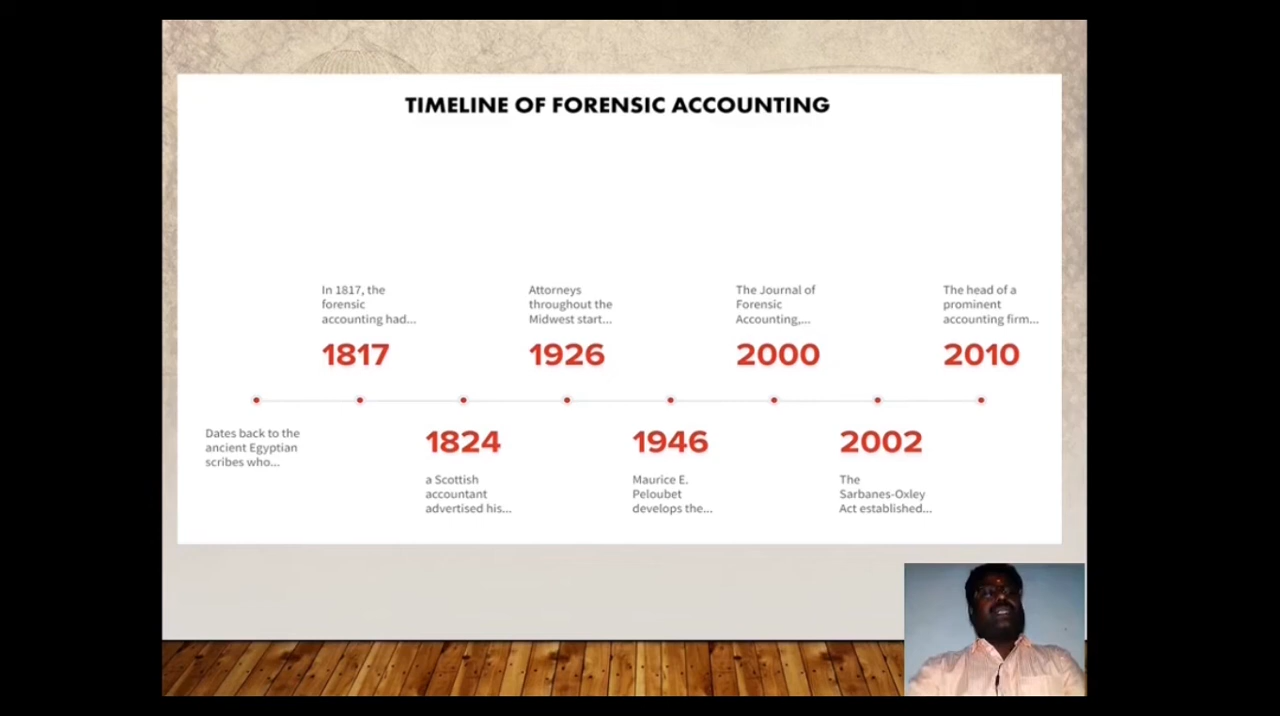 TIMELINE OF FORENSIC ACCOUNTING
Dates back to the
ancient Egyptian
scribes who...
In 1817, the
forensic
accounting had...
1817
1824
a Scottish
accountant
advertised his...
Attorneys
throughout the
Midwest start...
1926
1946
Maurice E.
Peloubet
develops the...
The Journal of
Forensic
Accounting,...
2000
2002
The
Sarbanes-Oxley
Act established...
The head of a
prominent
accounting firm...
2010